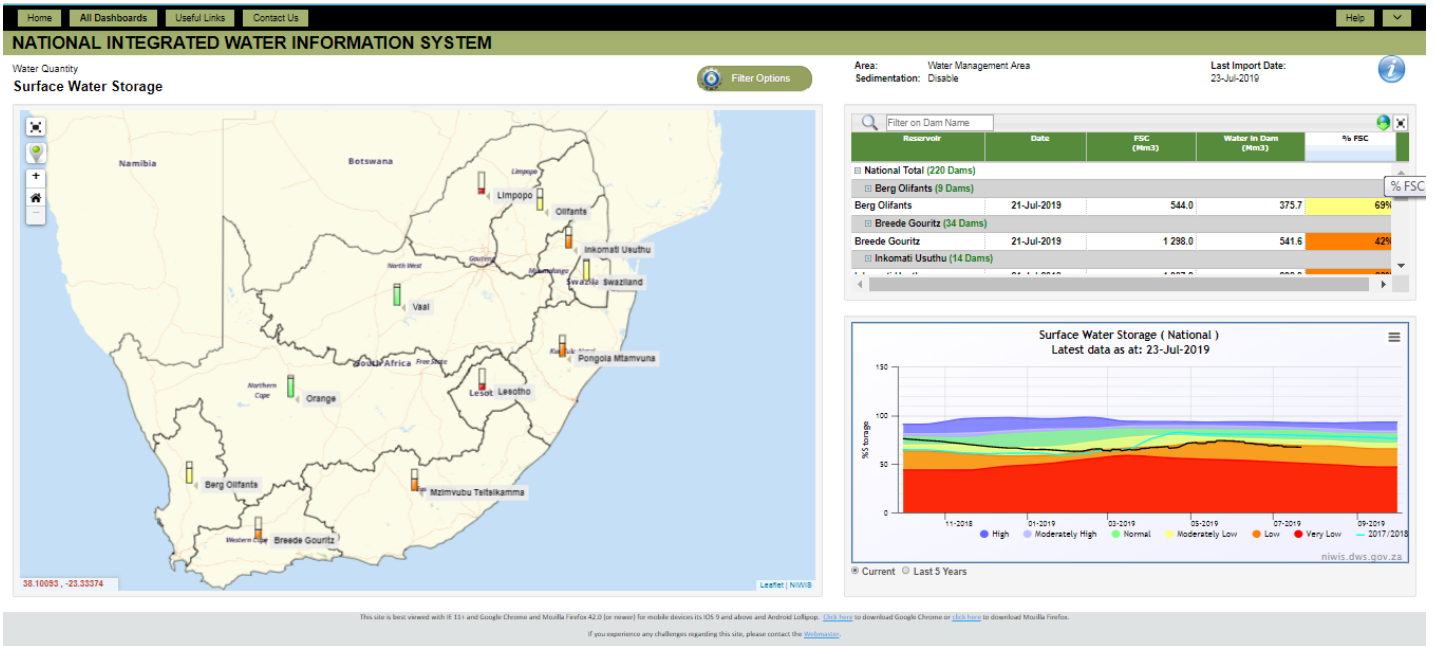 Home All Dashboards Useful Links Contact Us Help
NATIONAL INTEGRATED WATER INFORMATION SYSTEM
Water Quantity
Surface Water Storage
Filter Options
Area: Water Management Area
Sedimentation: Disable
Last Import Date:
23-Jul-2019
Namibia
Botswana
Limpopo
Limpopo
Olifants
Inkomati Usuthu
North West
Gauteng
Swaziland
Vaal
Pongola Mtamvuna
South Africa Free State
Lesotho
Northern
Cape
Orange
Berg Olifants
Mzimvubu Tsitsikamma
Western Cape
Breede Gouritz
+
−
38.10093 , -23.33374
Leaflet | NIWIS
Filter on Dam Name
Reservoir Date FSC (Mm3) Water In Dam (Mm3) % FSC
National Total (220 Dams)
% FSC
Berg Olifants (9 Dams)
Berg Olifants 21-Jul-2019 544.0 375.7 69%
Breede Gouritz (34 Dams)
Breede Gouritz 21-Jul-2019 1 298.0 541.6 42%
Inkomati Usuthu (14 Dams)
Surface Water Storage ( National )
Latest data as at: 23-Jul-2019
%Storage
150
100
50
0
11-2018 01-2019 03-2019 05-2019 07-2019 09-2019
High Moderately High Normal Moderately Low Low Very Low 2017/2018
niwis.dws.gov.za
Current Last 5 Years
This site is best viewed with IE 11+ and Google Chrome and Mozilla Firefox 42.0 (or newer) for mobile devices its IOS 9 and above and Android Lollipop. Click here to download Google Chrome or click here to download Mozilla Firefox.
If you experience any challenges regarding this site, please contact the Webmaster.